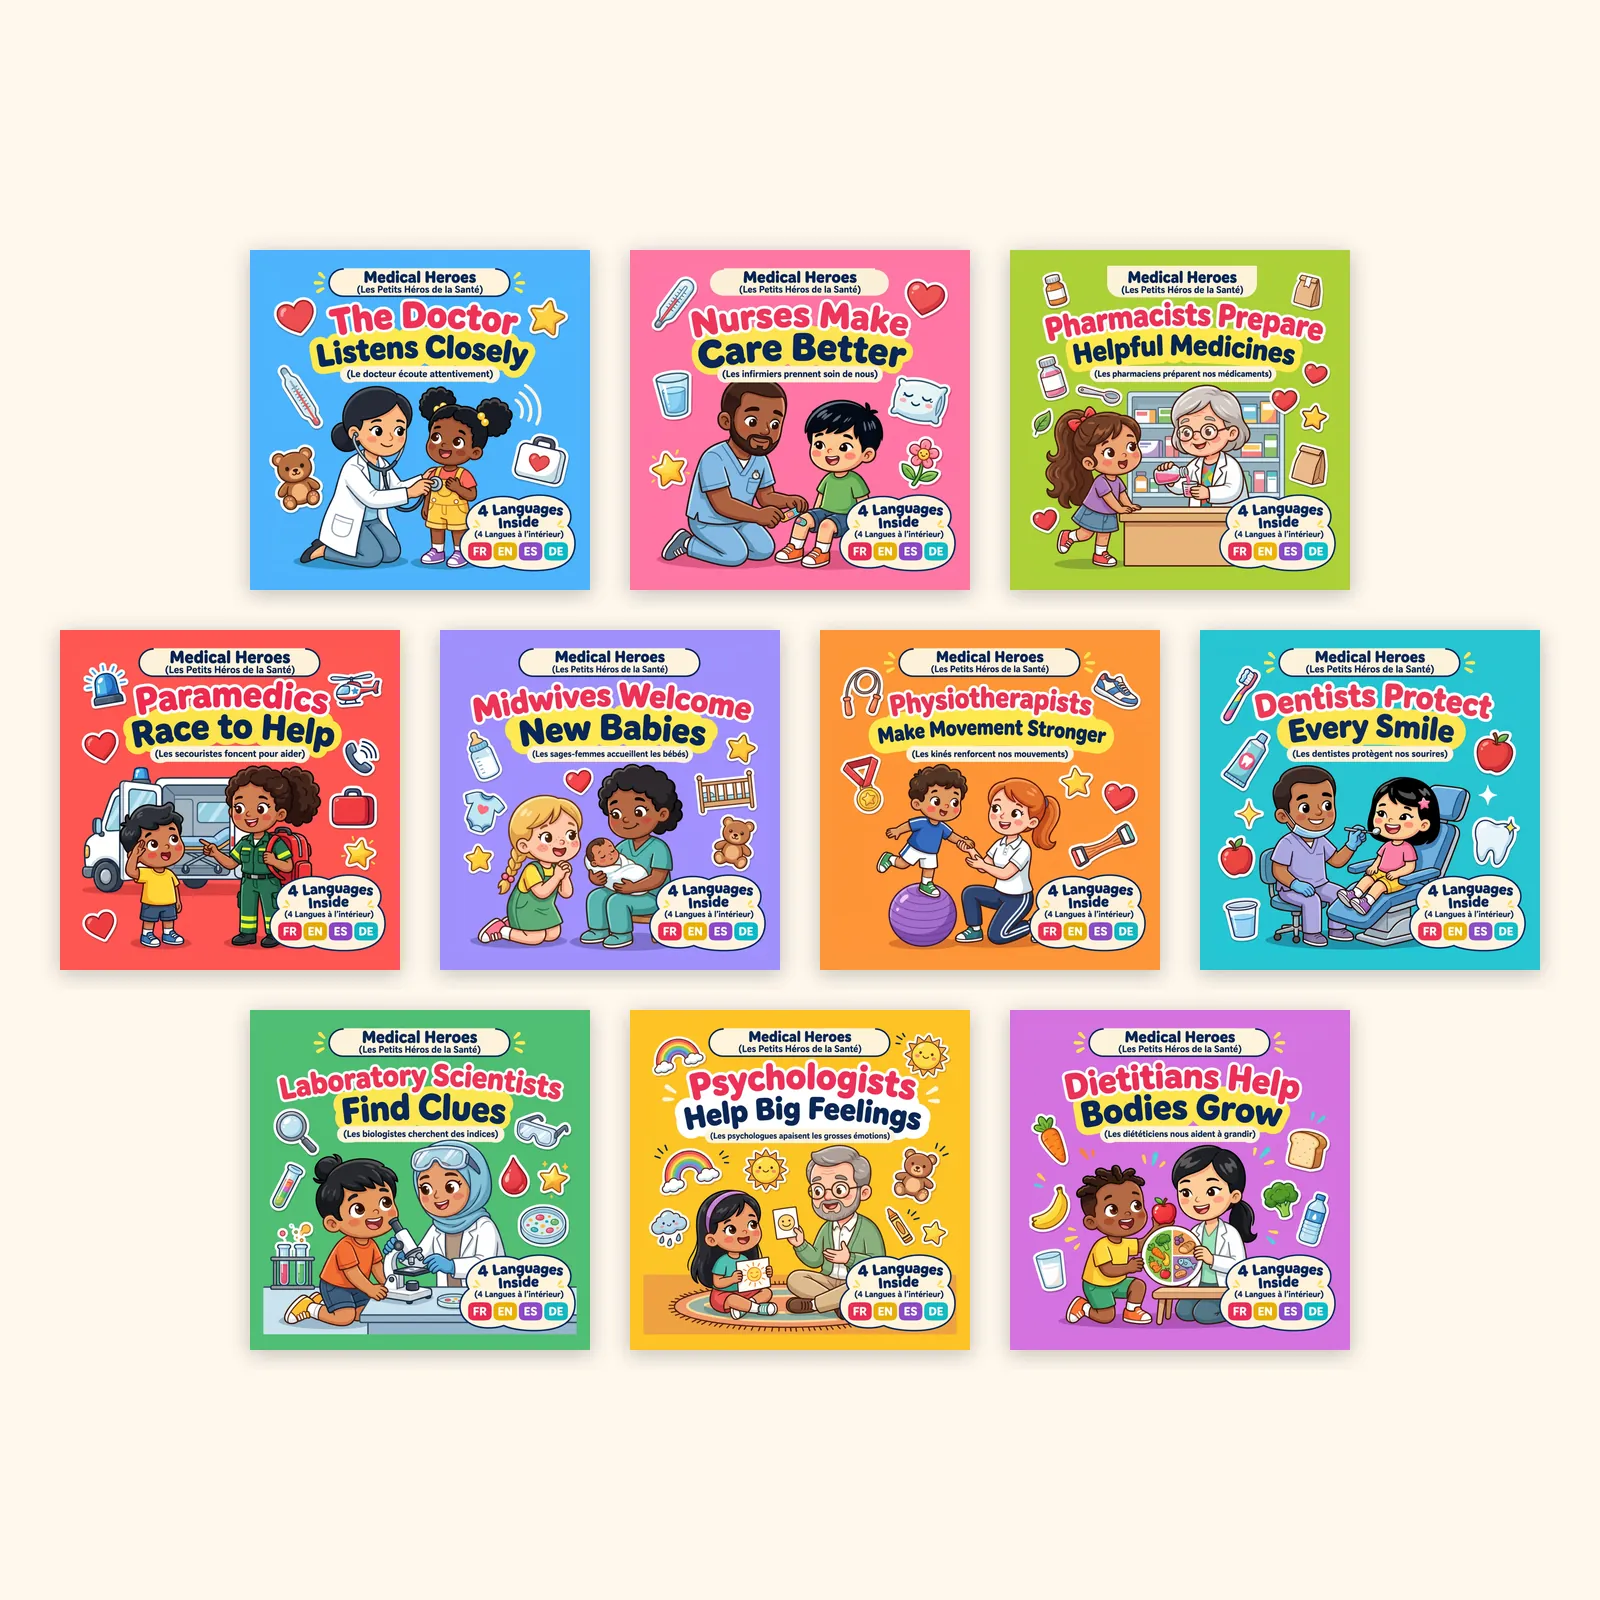 Medical Heroes
(Les Petits Héros de la Santé)
The Doctor
Listens Closely
(Le docteur écoute attentivement)
4 Languages
Inside
(4 Langues à l'intérieur)
FR EN ES DE
Medical Heroes
(Les Petits Héros de la Santé)
Nurses Make
Care Better
(Les infirmiers prennent soin de nous)
4 Languages
Inside
(4 Langues à l'intérieur)
FR EN ES DE
Medical Heroes
(Les Petits Héros de la Santé)
Pharmacists Prepare
Helpful Medicines
(Les pharmaciens préparent nos médicaments)
4 Languages
Inside
(4 Langues à l'intérieur)
FR EN ES DE
Medical Heroes
(Les Petits Héros de la Santé)
Paramedics
Race to Help
(Les secouristes foncent pour aider)
4 Languages
Inside
(4 Langues à l'intérieur)
FR EN ES DE
Medical Heroes
(Les Petits Héros de la Santé)
Midwives Welcome
New Babies
(Les sages-femmes accueillent les bébés)
4 Languages
Inside
(4 Langues à l'intérieur)
FR EN ES DE
Medical Heroes
(Les Petits Héros de la Santé)
Physiotherapists
Make Movement Stronger
(Les kinés renforcent nos mouvements)
4 Languages
Inside
(4 Langues à l'intérieur)
FR EN ES DE
Medical Heroes
(Les Petits Héros de la Santé)
Dentists Protect
Every Smile
(Les dentistes protègent nos sourires)
4 Languages
Inside
(4 Langues à l'intérieur)
FR EN ES DE
Medical Heroes
(Les Petits Héros de la Santé)
Laboratory Scientists
Find Clues
(Les biologistes cherchent des indices)
4 Languages
Inside
(4 Langues à l'intérieur)
FR EN ES DE
Medical Heroes
(Les Petits Héros de la Santé)
Psychologists
Help Big Feelings
(Les psychologues apaisent les grosses émotions)
4 Languages
Inside
(4 Langues à l'intérieur)
FR EN ES DE
Medical Heroes
(Les Petits Héros de la Santé)
Dietitians Help
Bodies Grow
(Les diététiciens nous aident à grandir)
4 Languages
Inside
(4 Langues à l'intérieur)
FR EN ES DE